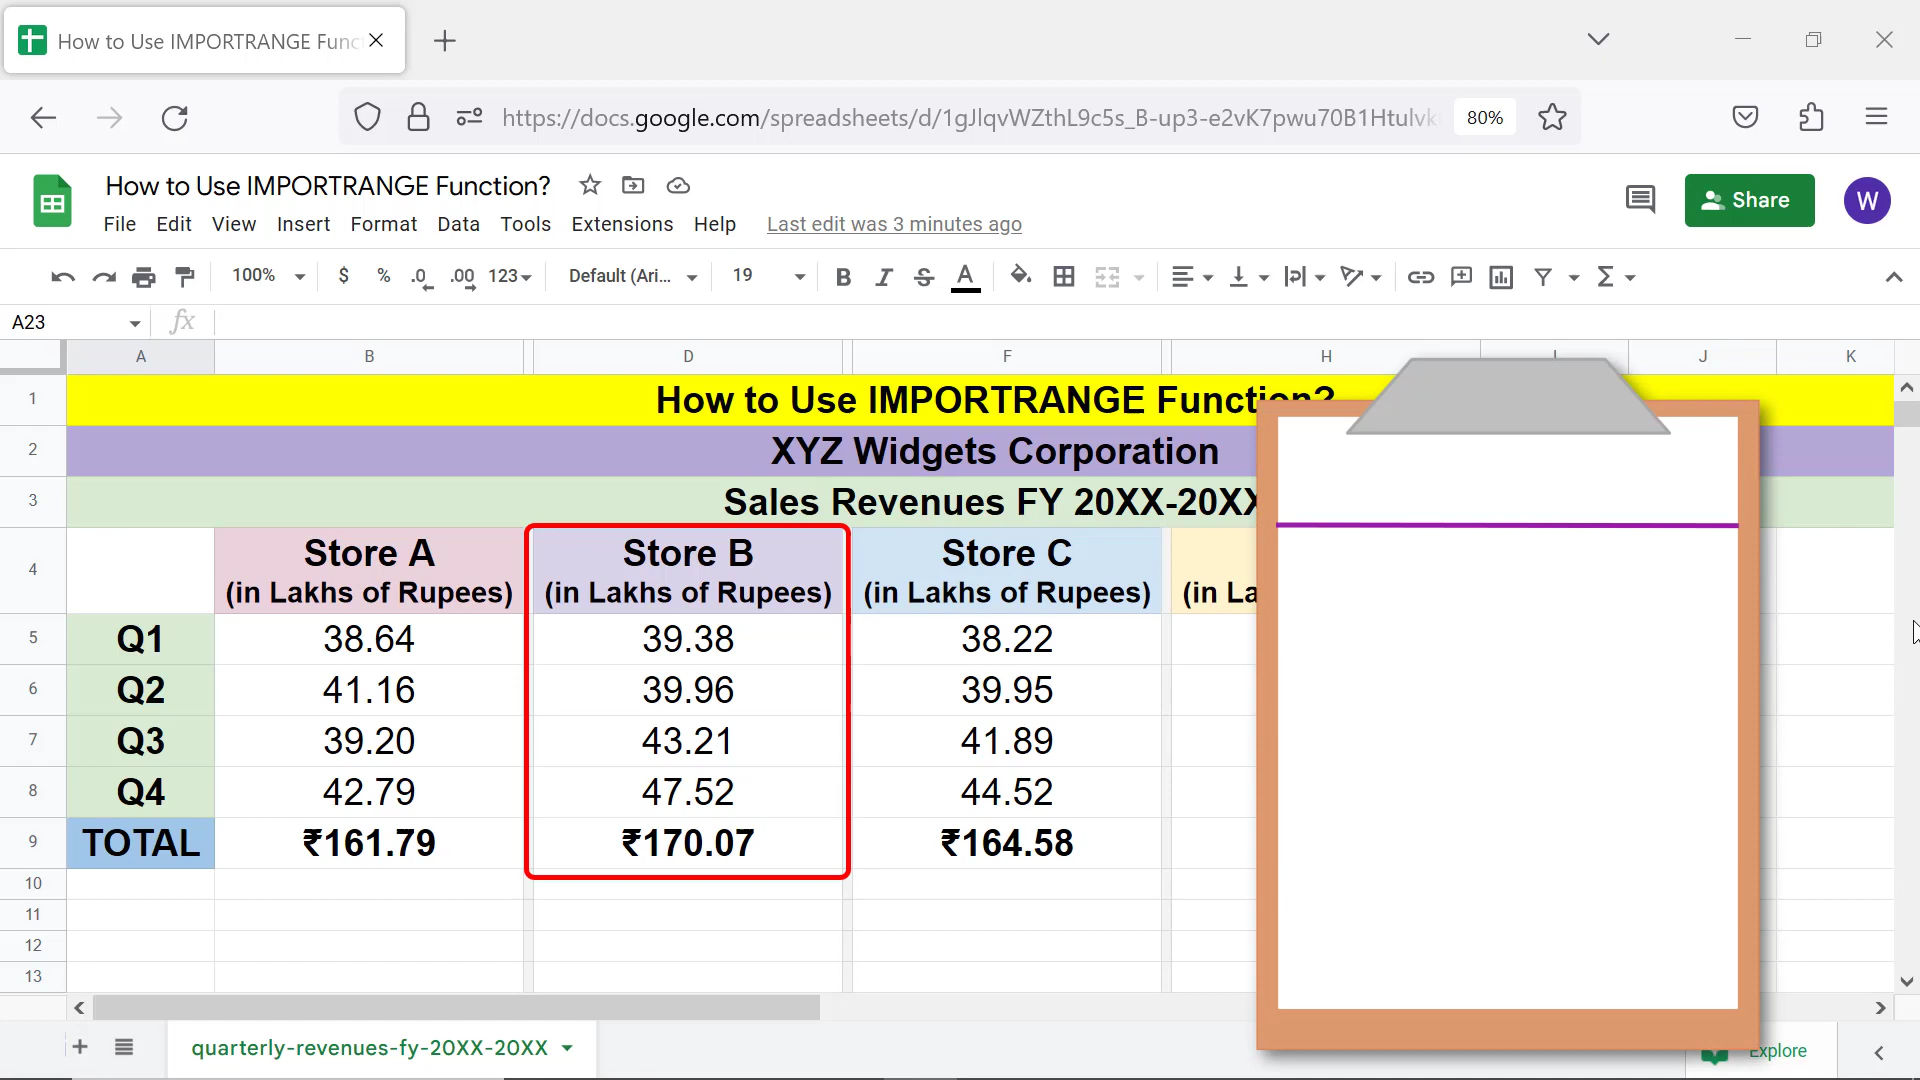 How to Use IMPORTRANGE Func
https://docs.google.com/spreadsheets/d/1gJlqvWZthL9c5s_B-up3-e2vK7pwu70B1Htulvk
80%
How to Use IMPORTRANGE Function?
Share
W
File Edit View Insert Format Data Tools Extensions Help Last edit was 3 minutes ago
100% $ % .0 .00 123 Default (Ari... 19 B I S A Σ
A23 fx
A B D F H I J K
1 How to Use IMPORTRANGE Function?
2 XYZ Widgets Corporation
3 Sales Revenues FY 20XX-20XX
4 Store A Store B Store C
(in Lakhs of Rupees) (in Lakhs of Rupees) (in Lakhs of Rupees) (in La
5 Q1 38.64 39.38 38.22
6 Q2 41.16 39.96 39.95
7 Q3 39.20 43.21 41.89
8 Q4 42.79 47.52 44.52
9 TOTAL ₹161.79 ₹170.07 ₹164.58
10
11
12
13
quarterly-revenues-fy-20XX-20XX
Explore